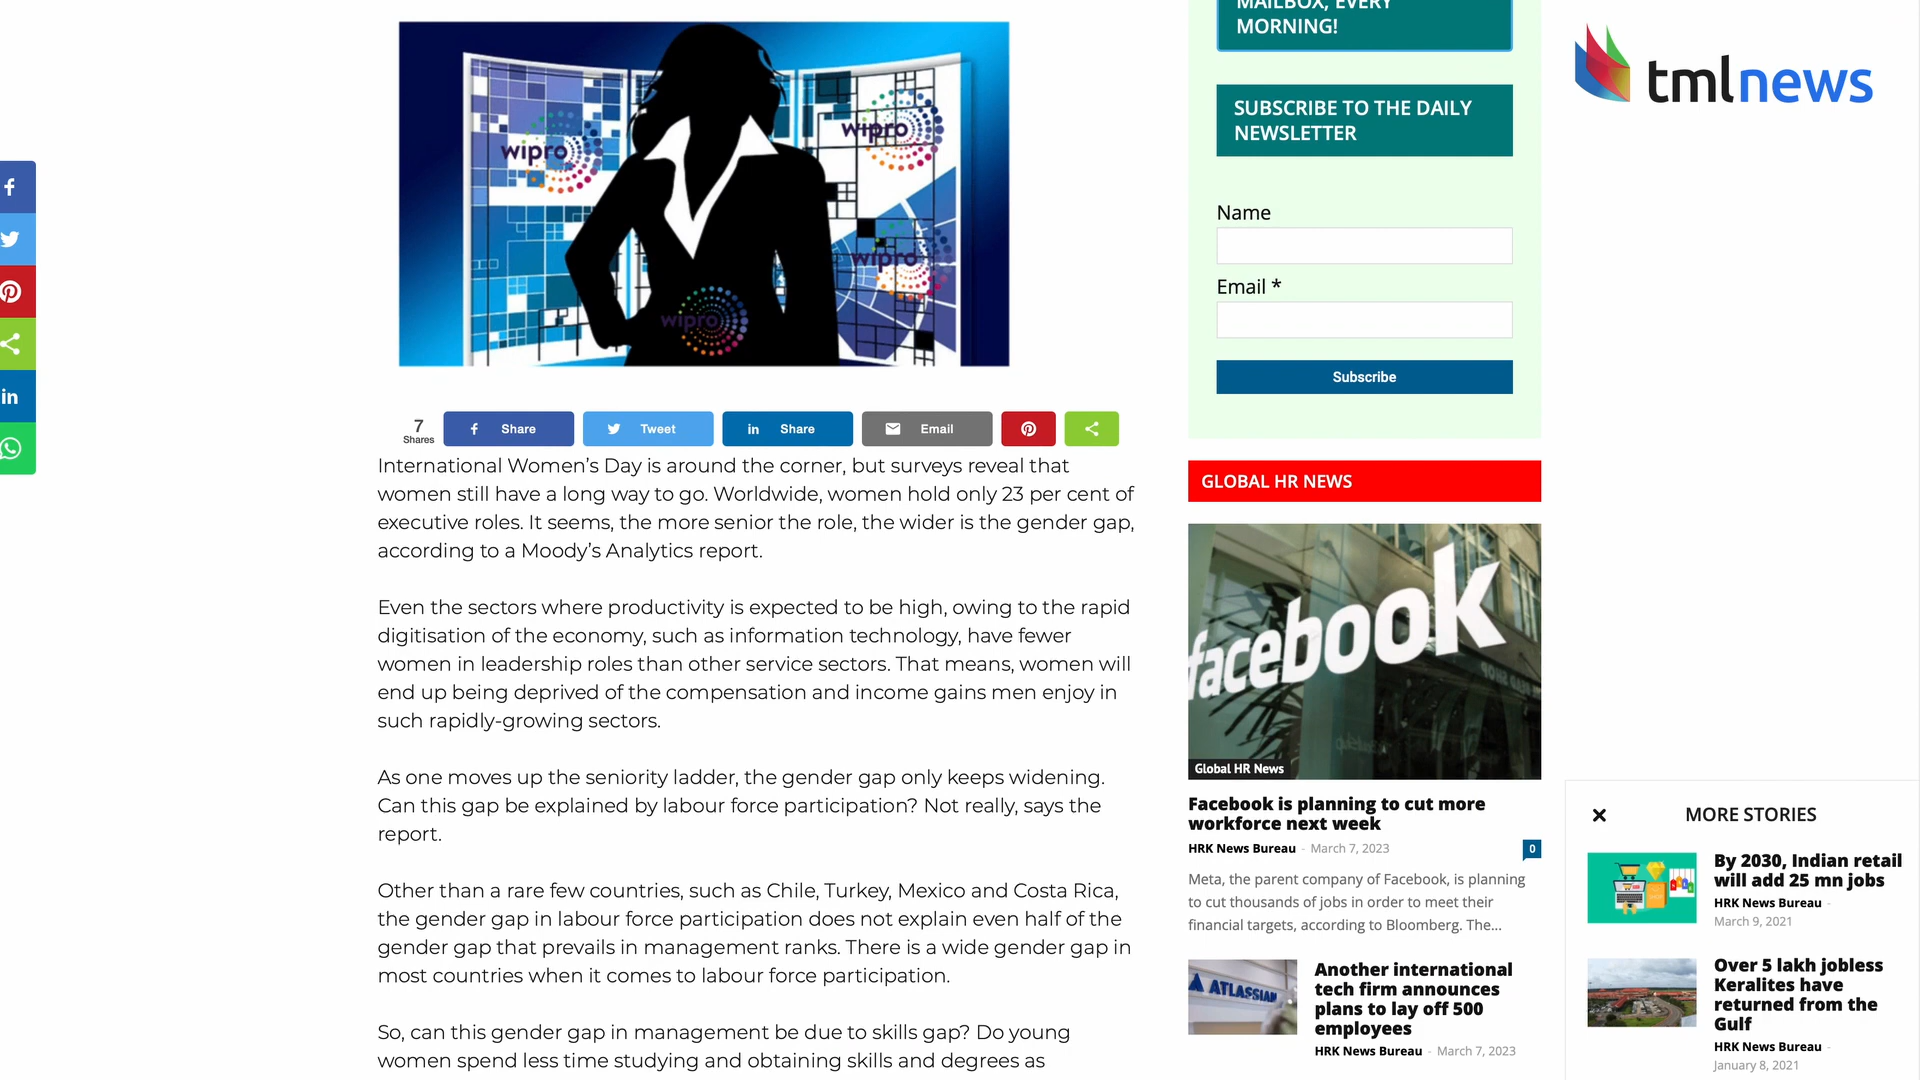 MAILBOX, EVERY
MORNING!
tmlnews
wipro
wipro
wipro
wipro
SUBSCRIBE TO THE DAILY
NEWSLETTER
Name
Email *
Subscribe
7
Shares
Share
Tweet
in Share
Email
in
International Women’s Day is around the corner, but surveys reveal that
women still have a long way to go. Worldwide, women hold only 23 per cent of
executive roles. It seems, the more senior the role, the wider is the gender gap,
according to a Moody’s Analytics report.
Even the sectors where productivity is expected to be high, owing to the rapid
digitisation of the economy, such as information technology, have fewer
women in leadership roles than other service sectors. That means, women will
end up being deprived of the compensation and income gains men enjoy in
such rapidly-growing sectors.
As one moves up the seniority ladder, the gender gap only keeps widening.
Can this gap be explained by labour force participation? Not really, says the
report.
Other than a rare few countries, such as Chile, Turkey, Mexico and Costa Rica,
the gender gap in labour force participation does not explain even half of the
gender gap that prevails in management ranks. There is a wide gender gap in
most countries when it comes to labour force participation.
So, can this gender gap in management be due to skills gap? Do young
women spend less time studying and obtaining skills and degrees as
GLOBAL HR NEWS
facebook
Global HR News
Facebook is planning to cut more
workforce next week
HRK News Bureau - March 7, 2023
0
Meta, the parent company of Facebook, is planning
to cut thousands of jobs in order to meet their
financial targets, according to Bloomberg. The...
ATLASSIAN
Another international
tech firm announces
plans to lay off 500
employees
HRK News Bureau - March 7, 2023
MORE STORIES
By 2030, Indian retail
will add 25 mn jobs
HRK News Bureau -
March 9, 2021
Over 5 lakh jobless
Keralites have
returned from the
Gulf
HRK News Bureau -
January 8, 2021